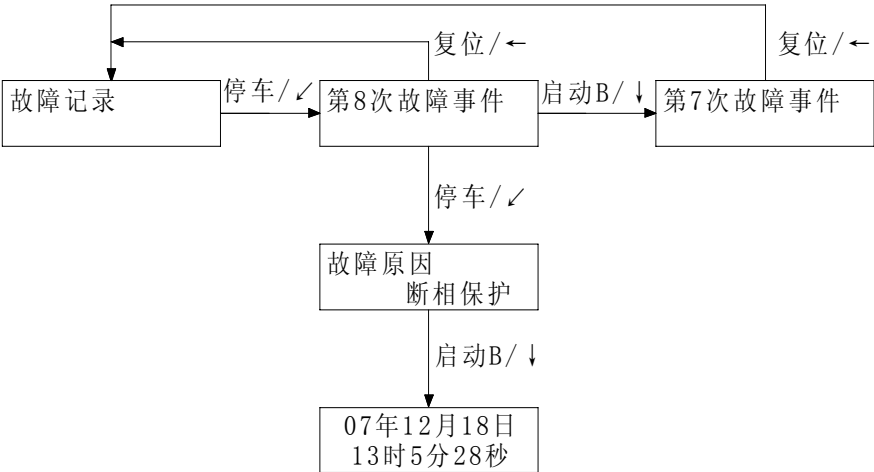 复位/←
复位/←
故障记录
停车/↙
第8次故障事件
启动B/↓
第7次故障事件
停车/↙
故障原因
断相保护
启动B/↓
07年12月18日
13时5分28秒